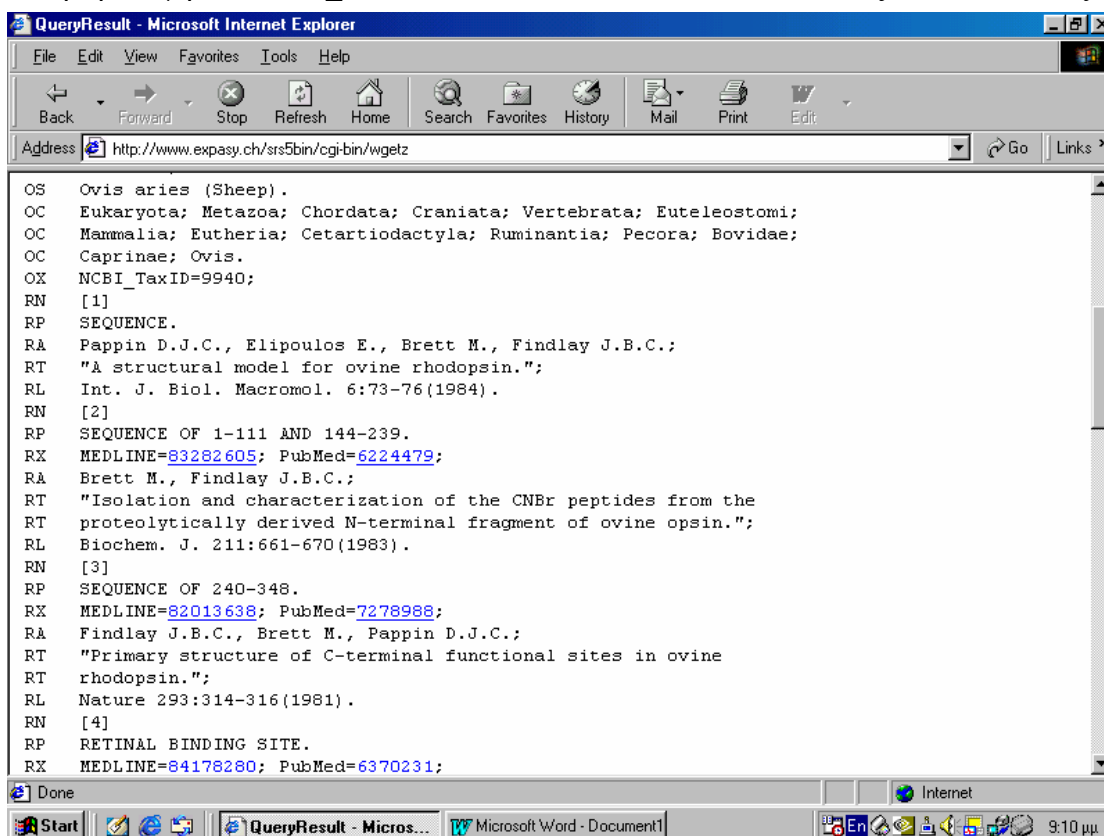 QueryResult - Microsoft Internet Explorer
File Edit View Favorites Tools Help
Back Forward Stop Refresh Home Search Favorites History Mail Print Edit
Address http://www.expasy.ch/srs5bin/cgi-bin/wgetz Go Links
OS Ovis aries (Sheep).
OC Eukaryota; Metazoa; Chordata; Craniata; Vertebrata; Euteleostomi;
OC Mammalia; Eutheria; Cetartiodactyla; Ruminantia; Pecora; Bovidae;
OC Caprinae; Ovis.
OX NCBI_TaxID=9940;
RN [1]
RP SEQUENCE.
RA Pappin D.J.C., Elipoulos E., Brett M., Findlay J.B.C.;
RT "A structural model for ovine rhodopsin.";
RL Int. J. Biol. Macromol. 6:73-76(1984).
RN [2]
RP SEQUENCE OF 1-111 AND 144-239.
RX MEDLINE=83282605; PubMed=6224479;
RA Brett M., Findlay J.B.C.;
RT "Isolation and characterization of the CNBr peptides from the
RT proteolytically derived N-terminal fragment of ovine opsin.";
RL Biochem. J. 211:661-670(1983).
RN [3]
RP SEQUENCE OF 240-348.
RX MEDLINE=82013638; PubMed=7278988;
RA Findlay J.B.C., Brett M., Pappin D.J.C.;
RT "Primary structure of C-terminal functional sites in ovine
RT rhodopsin.";
RL Nature 293:314-316(1981).
RN [4]
RP RETINAL BINDING SITE.
RX MEDLINE=84178280; PubMed=6370231;
Done Internet
Start QueryResult - Micros... Microsoft Word - Document1 En 9:10 μμ